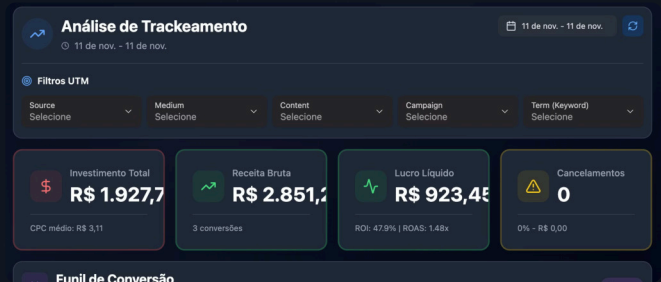 Análise de Trackeamento
11 de nov. - 11 de nov.
11 de nov. - 11 de nov.
Filtros UTM
Source
Selecione
Medium
Selecione
Content
Selecione
Campaign
Selecione
Term (Keyword)
Selecione
Investimento Total
R$ 1.927,7
CPC médio: R$ 3,11
Receita Bruta
R$ 2.851,2
3 conversões
Lucro Líquido
R$ 923,45
ROI: 47.9% | ROAS: 1.48x
Cancelamentos
0
0% - R$ 0,00
Funil de Conversão